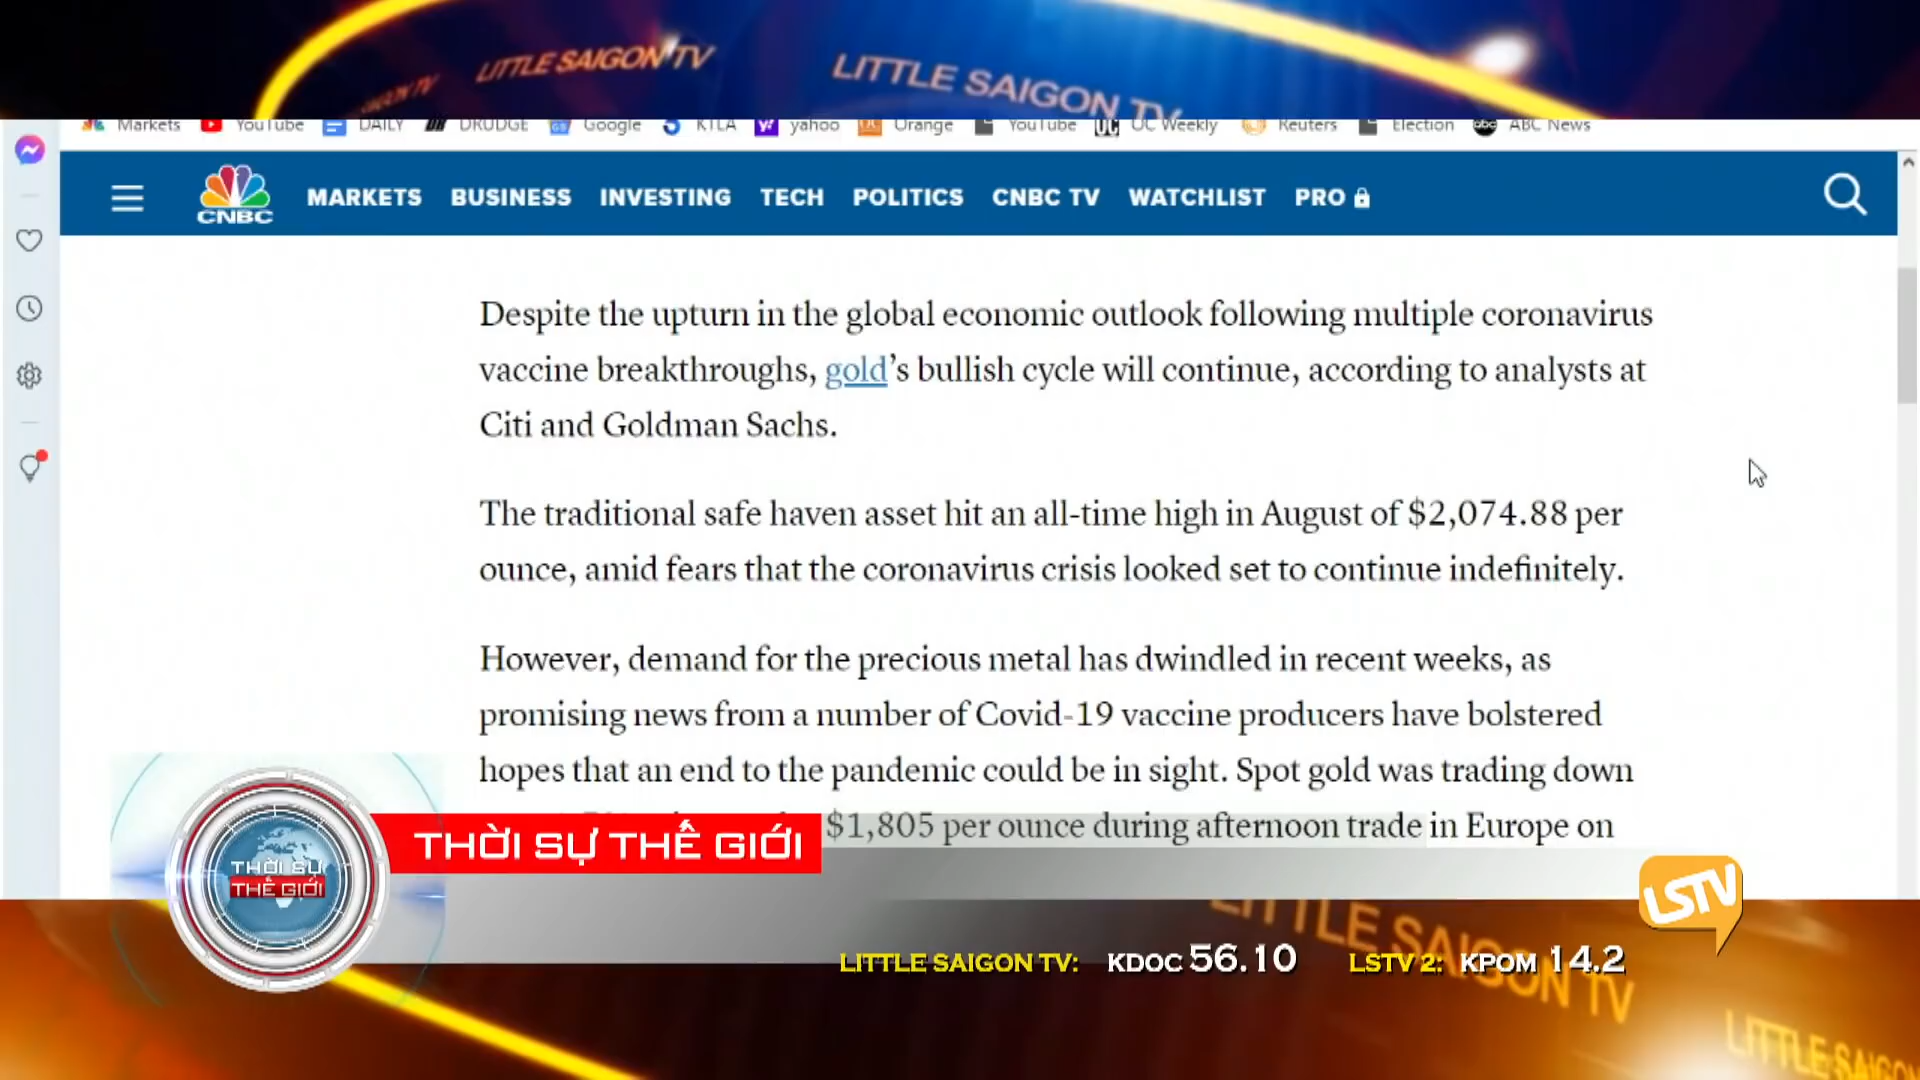 LITTLE SAIGON TV
LITTLE SAIGON TV
Markets YouTube DAILY DRUDGE Google KTLA yahoo Orange YouTube OC Weekly Reuters Election ABC News
CNBC MARKETS BUSINESS INVESTING TECH POLITICS CNBC TV WATCHLIST PRO
Despite the upturn in the global economic outlook following multiple coronavirus
vaccine breakthroughs, gold's bullish cycle will continue, according to analysts at
Citi and Goldman Sachs.
The traditional safe haven asset hit an all-time high in August of $2,074.88 per
ounce, amid fears that the coronavirus crisis looked set to continue indefinitely.
However, demand for the precious metal has dwindled in recent weeks, as
promising news from a number of Covid-19 vaccine producers have bolstered
hopes that an end to the pandemic could be in sight. Spot gold was trading down
$1,805 per ounce during afternoon trade in Europe on
THỜI SỰ THẾ GIỚI
THỜI SỰ
THẾ GIỚI
LSTV
LITTLE SAIGON TV: KDOC 56.10 LSTV 2: KPOM 14.2
LITTLE SAIGON TV
LITTLE SAIGON